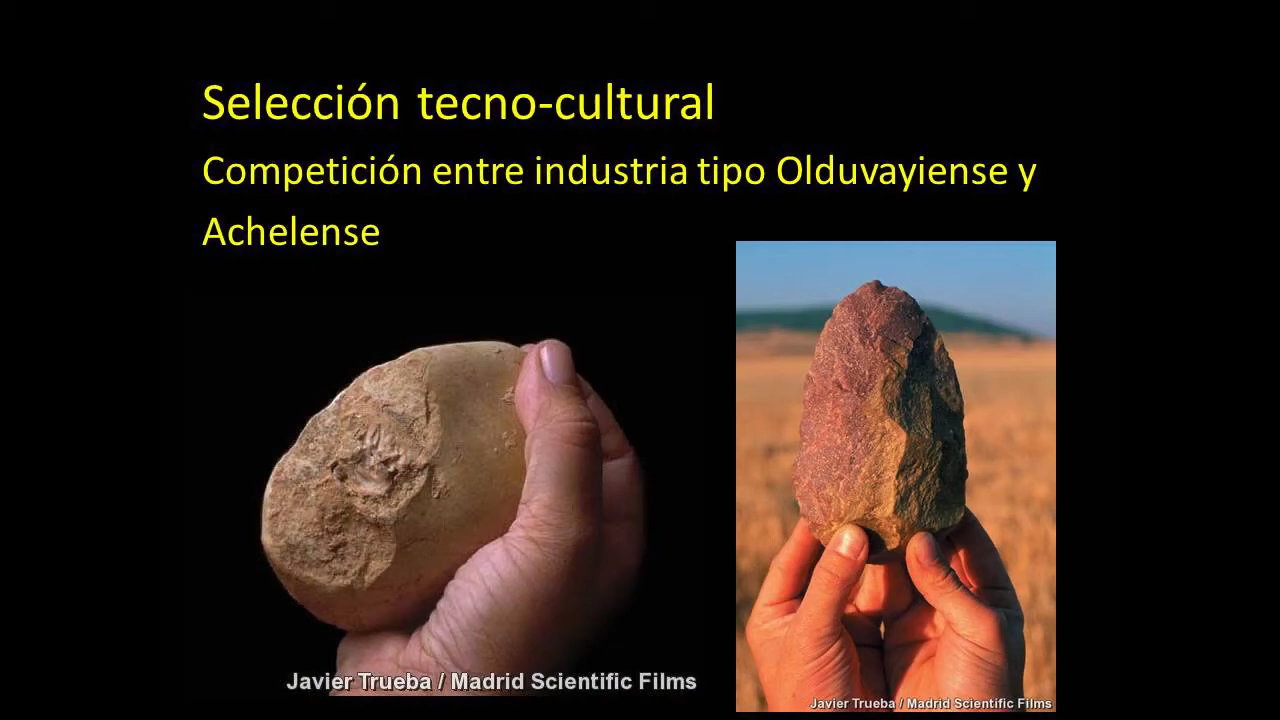 Selección tecno-cultural
Competición entre industria tipo Olduvayiense y
Achelense
Javier Trueba / Madrid Scientific Films
Javier Trueba / Madrid Scientific Films